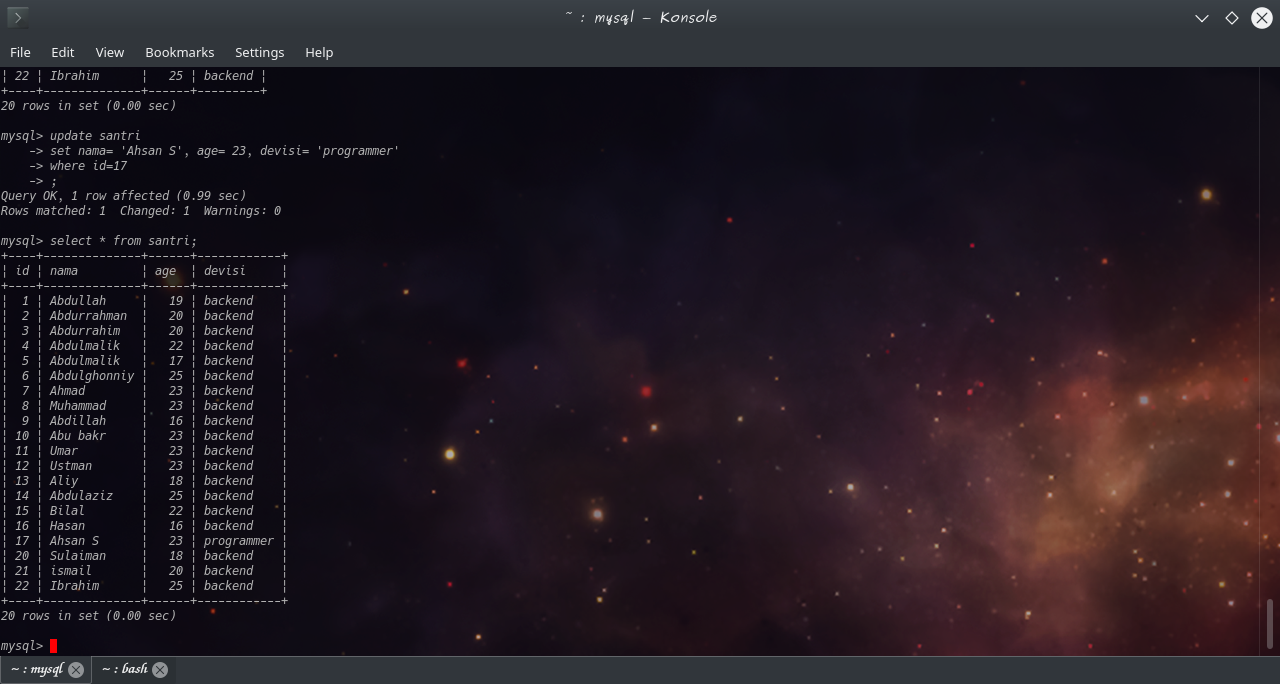 ~ : mysql — Konsole
File Edit View Bookmarks Settings Help
| 22 | Ibrahim      |   25 | backend |
+----+--------------+------+---------+
20 rows in set (0.00 sec)
mysql> update santri
    -> set nama= 'Ahsan S', age= 23, devisi= 'programmer'
    -> where id=17
    -> ;
Query OK, 1 row affected (0.99 sec)
Rows matched: 1  Changed: 1  Warnings: 0
mysql> select * from santri;
+----+--------------+------+------------+
| id | nama         | age  | devisi     |
+----+--------------+------+------------+
|  1 | Abdullah     |   19 | backend    |
|  2 | Abdurrahman  |   20 | backend    |
|  3 | Abdurrahim   |   20 | backend    |
|  4 | Abdulmalik   |   22 | backend    |
|  5 | Abdulmalik   |   17 | backend    |
|  6 | Abdulghonniy |   25 | backend    |
|  7 | Ahmad        |   23 | backend    |
|  8 | Muhammad     |   23 | backend    |
|  9 | Abdillah     |   16 | backend    |
| 10 | Abu bakr     |   23 | backend    |
| 11 | Umar         |   23 | backend    |
| 12 | Ustman       |   23 | backend    |
| 13 | Aliy         |   18 | backend    |
| 14 | Abdulaziz    |   25 | backend    |
| 15 | Bilal        |   22 | backend    |
| 16 | Hasan        |   16 | backend    |
| 17 | Ahsan S      |   23 | programmer |
| 20 | Sulaiman     |   18 | backend    |
| 21 | ismail       |   20 | backend    |
| 22 | Ibrahim      |   25 | backend    |
+----+--------------+------+------------+
20 rows in set (0.00 sec)
mysql>
~ : mysql ~ : bash